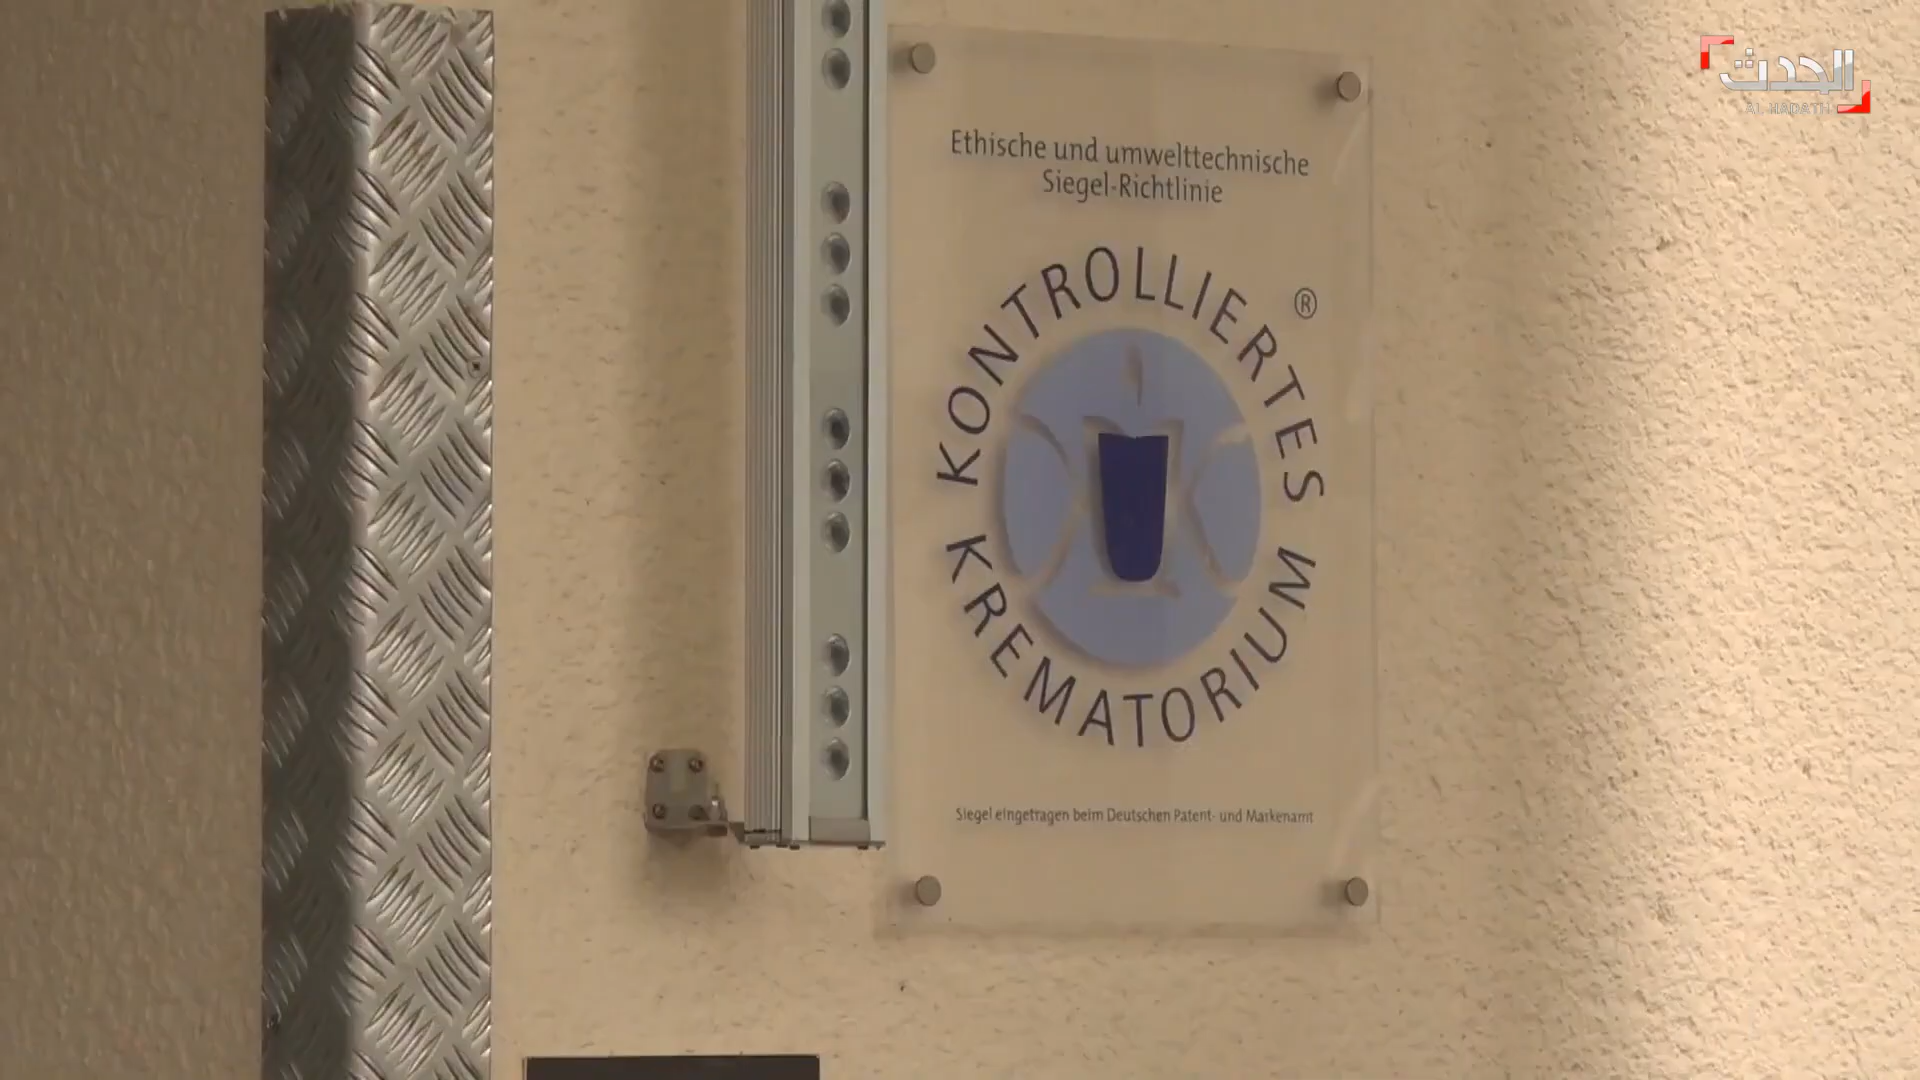 الحدث
AL HADATH
Ethische und umwelttechnische
Siegel-Richtlinie
KONTROLLIERTES ®
KREMATORIUM
Siegel eingetragen beim Deutschen Patent- und Markenamt